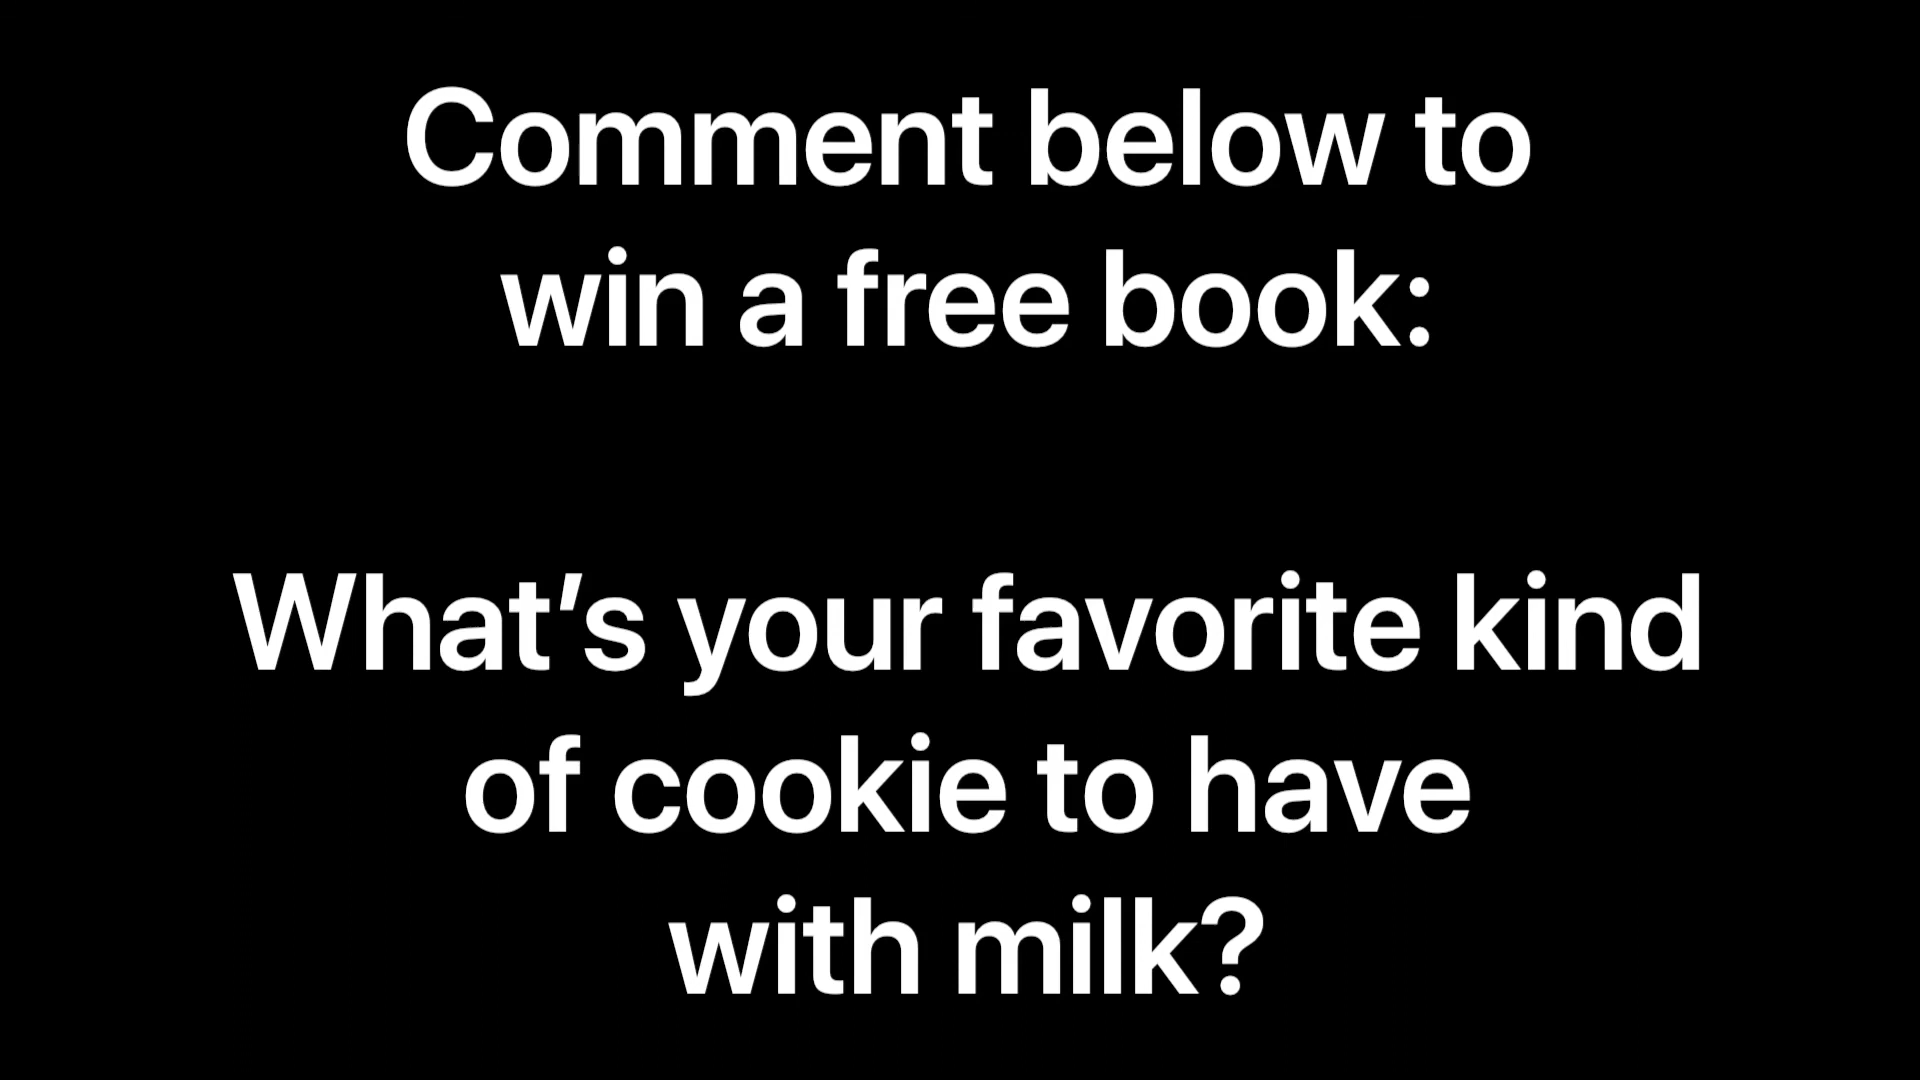 Comment below to
win a free book:
What's your favorite kind
of cookie to have
with milk?